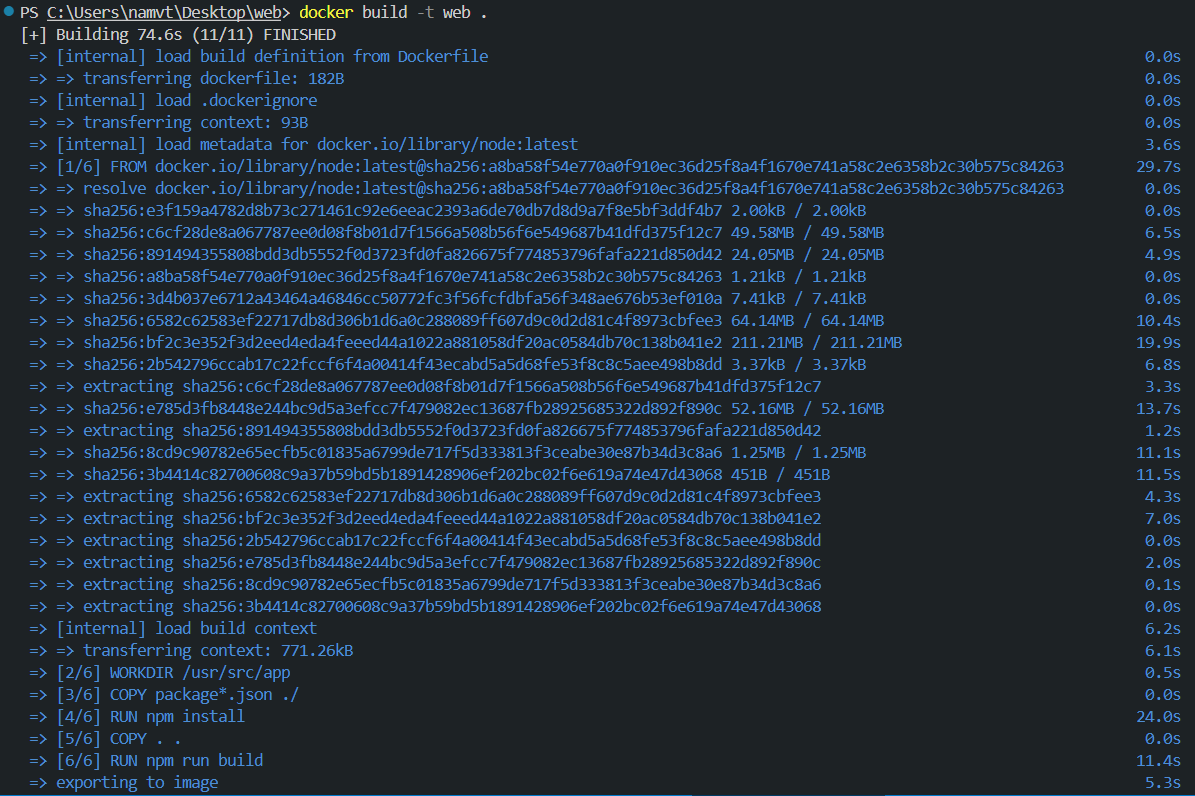 PS C:\Users\namvt\Desktop\web> docker build -t web .
[+] Building 74.6s (11/11) FINISHED
=> [internal] load build definition from Dockerfile 0.0s
=> => transferring dockerfile: 182B 0.0s
=> [internal] load .dockerignore 0.0s
=> => transferring context: 93B 0.0s
=> [internal] load metadata for docker.io/library/node:latest 3.6s
=> [1/6] FROM docker.io/library/node:latest@sha256:a8ba58f54e770a0f910ec36d25f8a4f1670e741a58c2e6358b2c30b575c84263 29.7s
=> => resolve docker.io/library/node:latest@sha256:a8ba58f54e770a0f910ec36d25f8a4f1670e741a58c2e6358b2c30b575c84263 0.0s
=> => sha256:e3f159a4782d8b73c271461c92e6eeac2393a6de70db7d8d9a7f8e5bf3ddf4b7 2.00kB / 2.00kB 0.0s
=> => sha256:c6cf28de8a067787ee0d08f8b01d7f1566a508b56f6e549687b41dfd375f12c7 49.58MB / 49.58MB 6.5s
=> => sha256:891494355808bdd3db5552f0d3723fd0fa826675f774853796fafa221d850d42 24.05MB / 24.05MB 4.9s
=> => sha256:a8ba58f54e770a0f910ec36d25f8a4f1670e741a58c2e6358b2c30b575c84263 1.21kB / 1.21kB 0.0s
=> => sha256:3d4b037e6712a43464a46846cc50772fc3f56fcfdbfa56f348ae676b53ef010a 7.41kB / 7.41kB 0.0s
=> => sha256:6582c62583ef22717db8d306b1d6a0c288089ff607d9c0d2d81c4f8973cbfee3 64.14MB / 64.14MB 10.4s
=> => sha256:bf2c3e352f3d2eed4eda4feeed44a1022a881058df20ac0584db70c138b041e2 211.21MB / 211.21MB 19.9s
=> => sha256:2b542796ccab17c22fccf6f4a00414f43ecabd5a5d68fe53f8c8c5aee498b8dd 3.37kB / 3.37kB 6.8s
=> => extracting sha256:c6cf28de8a067787ee0d08f8b01d7f1566a508b56f6e549687b41dfd375f12c7 3.3s
=> => sha256:e785d3fb8448e244bc9d5a3efcc7f479082ec13687fb28925685322d892f890c 52.16MB / 52.16MB 13.7s
=> => extracting sha256:891494355808bdd3db5552f0d3723fd0fa826675f774853796fafa221d850d42 1.2s
=> => sha256:8cd9c90782e65ecfb5c01835a6799de717f5d333813f3ceabe30e87b34d3c8a6 1.25MB / 1.25MB 11.1s
=> => sha256:3b4414c82700608c9a37b59bd5b1891428906ef202bc02f6e619a74e47d43068 451B / 451B 11.5s
=> => extracting sha256:6582c62583ef22717db8d306b1d6a0c288089ff607d9c0d2d81c4f8973cbfee3 4.3s
=> => extracting sha256:bf2c3e352f3d2eed4eda4feeed44a1022a881058df20ac0584db70c138b041e2 7.0s
=> => extracting sha256:2b542796ccab17c22fccf6f4a00414f43ecabd5a5d68fe53f8c8c5aee498b8dd 0.0s
=> => extracting sha256:e785d3fb8448e244bc9d5a3efcc7f479082ec13687fb28925685322d892f890c 2.0s
=> => extracting sha256:8cd9c90782e65ecfb5c01835a6799de717f5d333813f3ceabe30e87b34d3c8a6 0.1s
=> => extracting sha256:3b4414c82700608c9a37b59bd5b1891428906ef202bc02f6e619a74e47d43068 0.0s
=> [internal] load build context 6.2s
=> => transferring context: 771.26kB 6.1s
=> [2/6] WORKDIR /usr/src/app 0.5s
=> [3/6] COPY package*.json ./ 0.0s
=> [4/6] RUN npm install 24.0s
=> [5/6] COPY . . 0.0s
=> [6/6] RUN npm run build 11.4s
=> exporting to image 5.3s